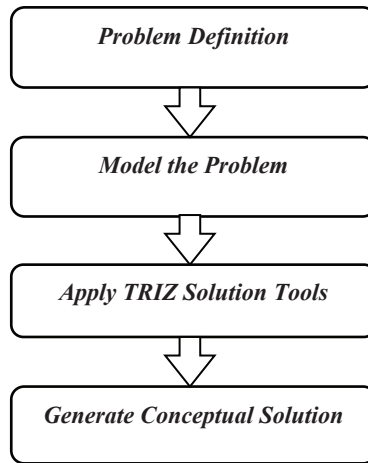 Problem Definition
Model the Problem
Apply TRIZ Solution Tools
Generate Conceptual Solution